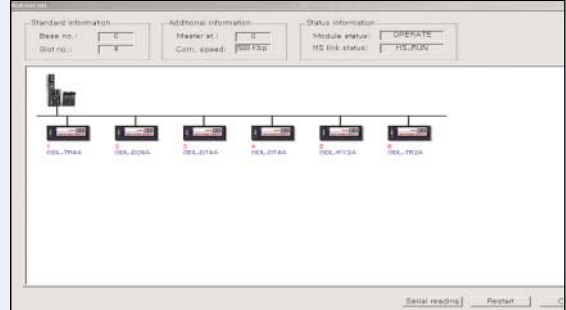 Standard information
Base no.: 0
Slot no.:
Additional information
Master st.: 0
Com. speed: 500 Kbp
Status information
Module status: OPERATE
HS link status: HS_RUN
1 2 3 4 5 6
GDL-TR4A GDL-D24A GDL-DT4A GDL-DT4A GDL-RY2A GDL-TR2A
Serial reading Restart